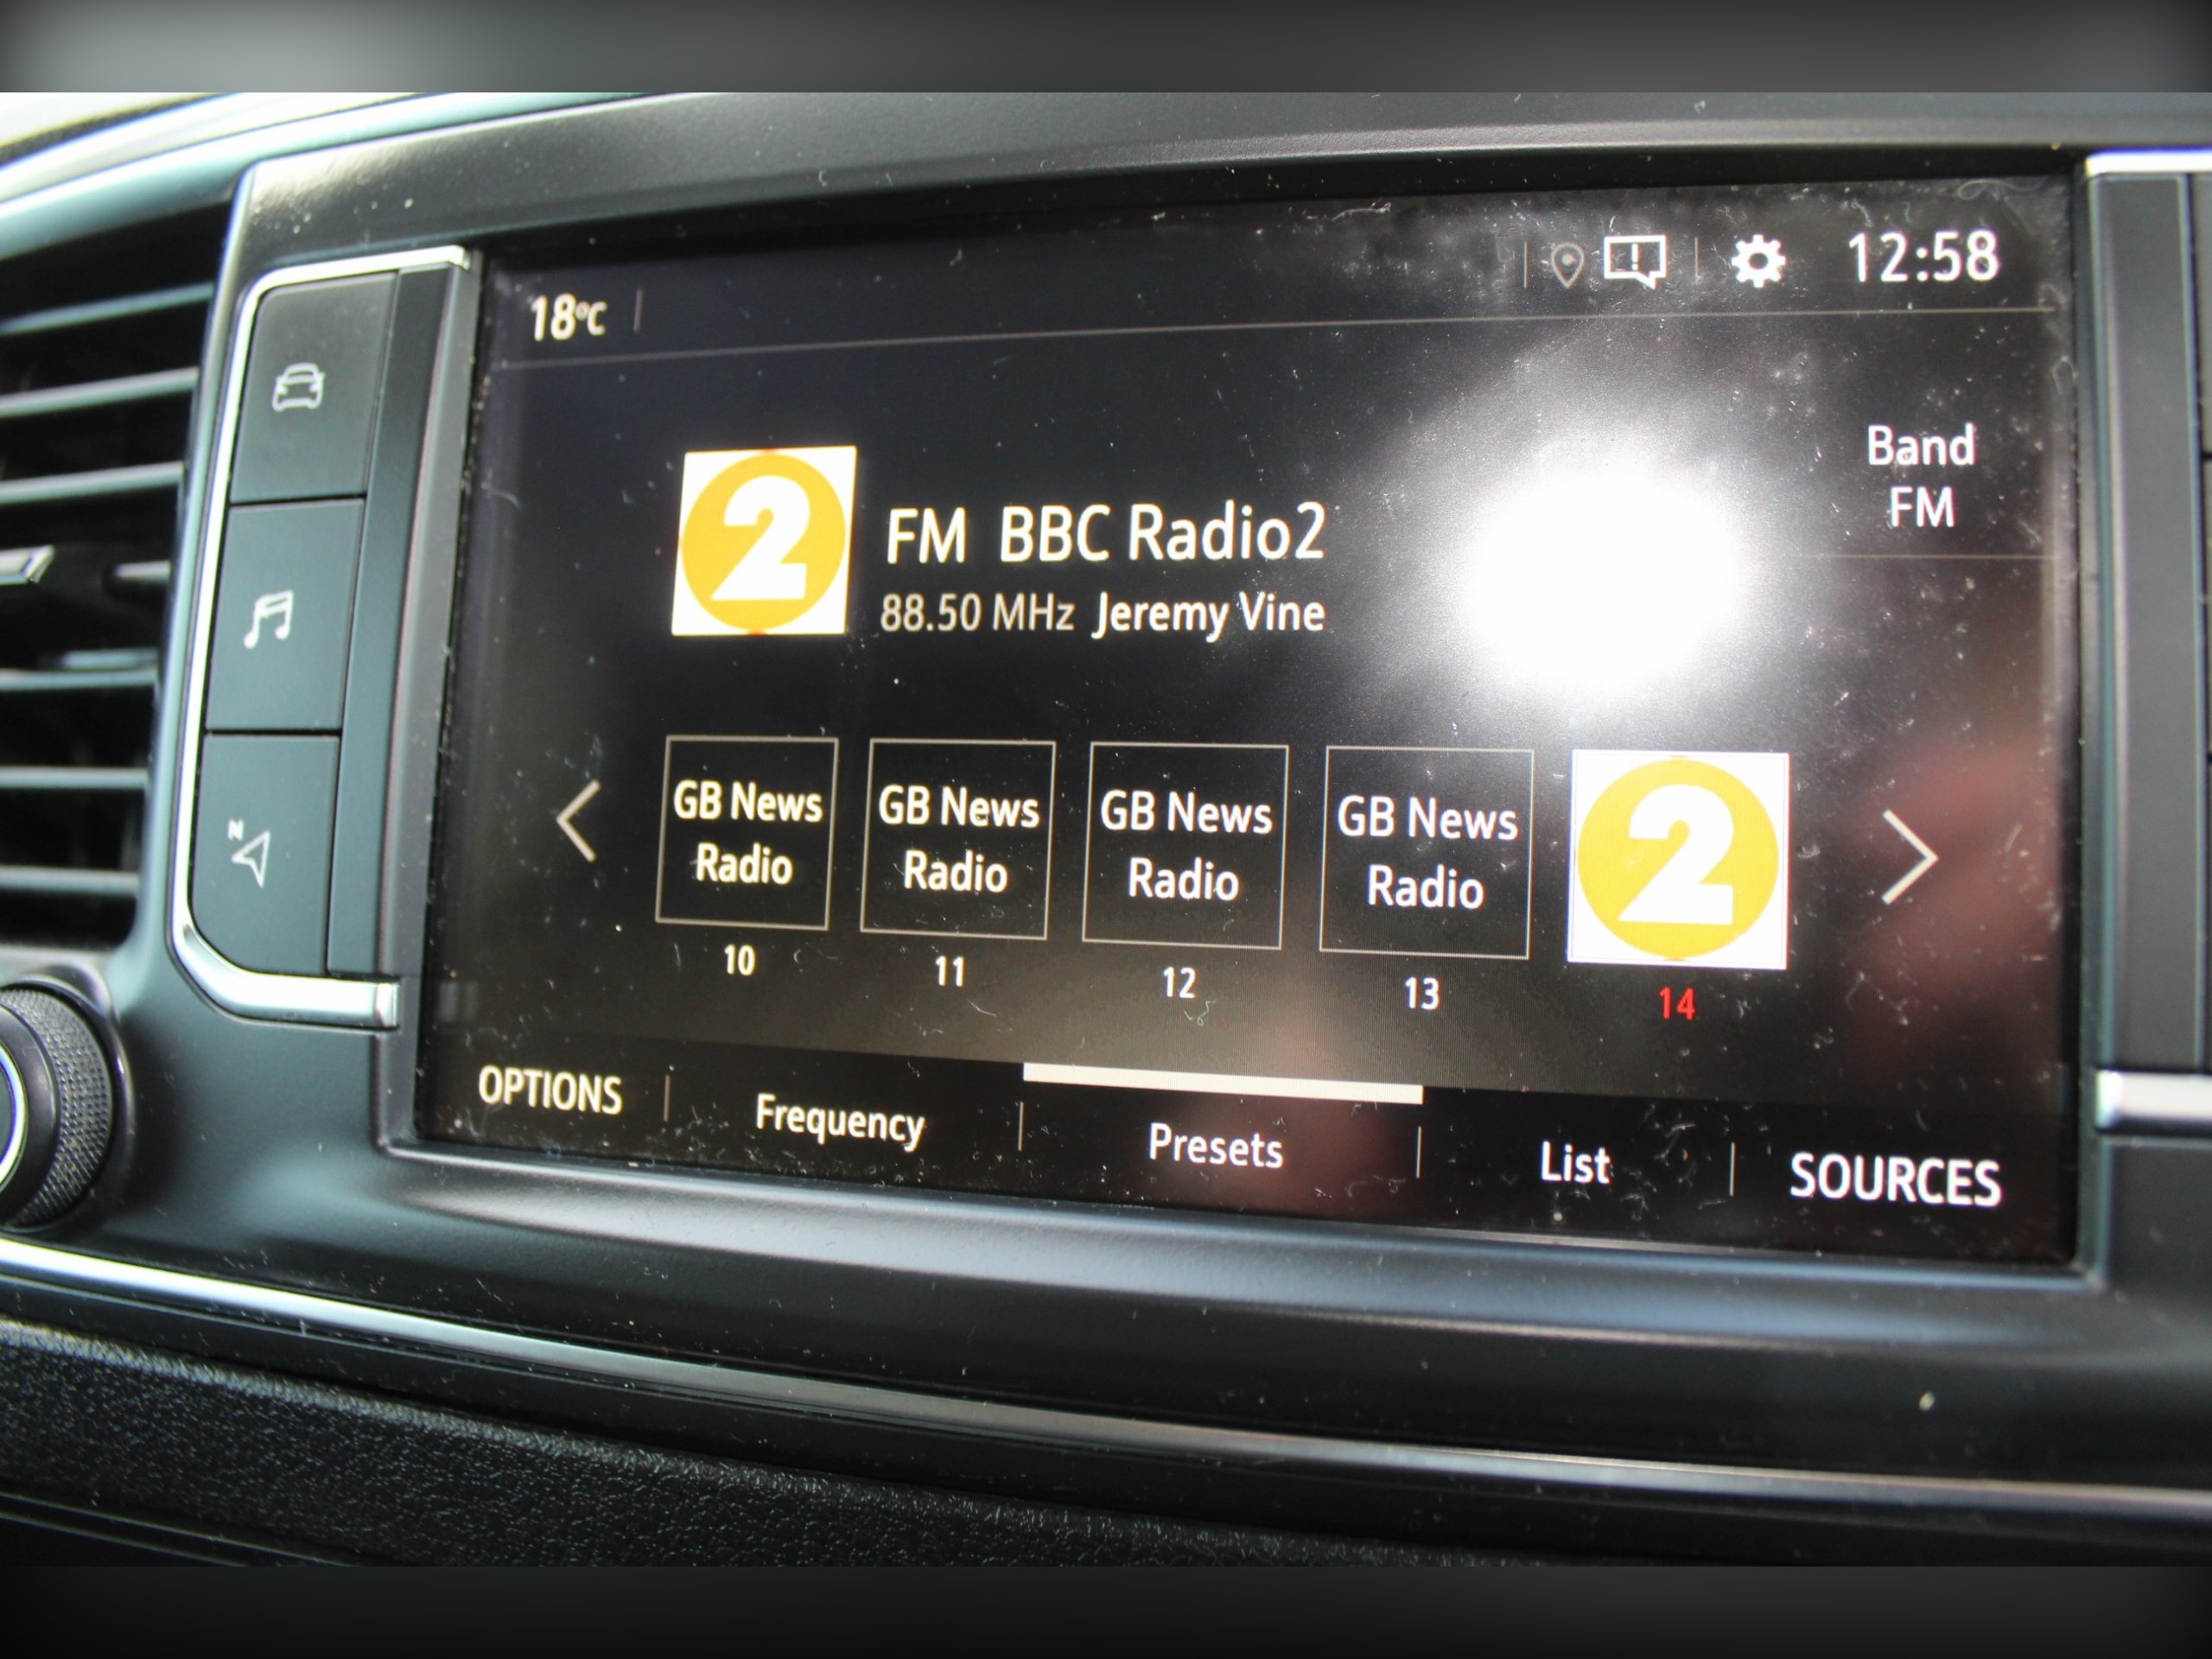 18°C
12:58
Band
FM
2
FM BBC Radio2
88.50 MHz Jeremy Vine
GB News
Radio
10
GB News
Radio
11
GB News
Radio
12
GB News
Radio
13
2
14
N
OPTIONS
Frequency
Presets
List
SOURCES